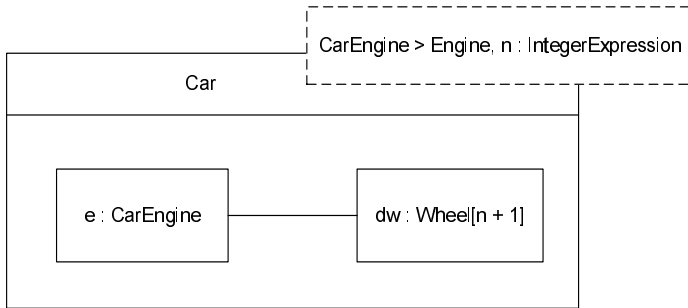 CarEngine > Engine, n : IntegerExpression
Car
e : CarEngine
dw : Wheel[n + 1]